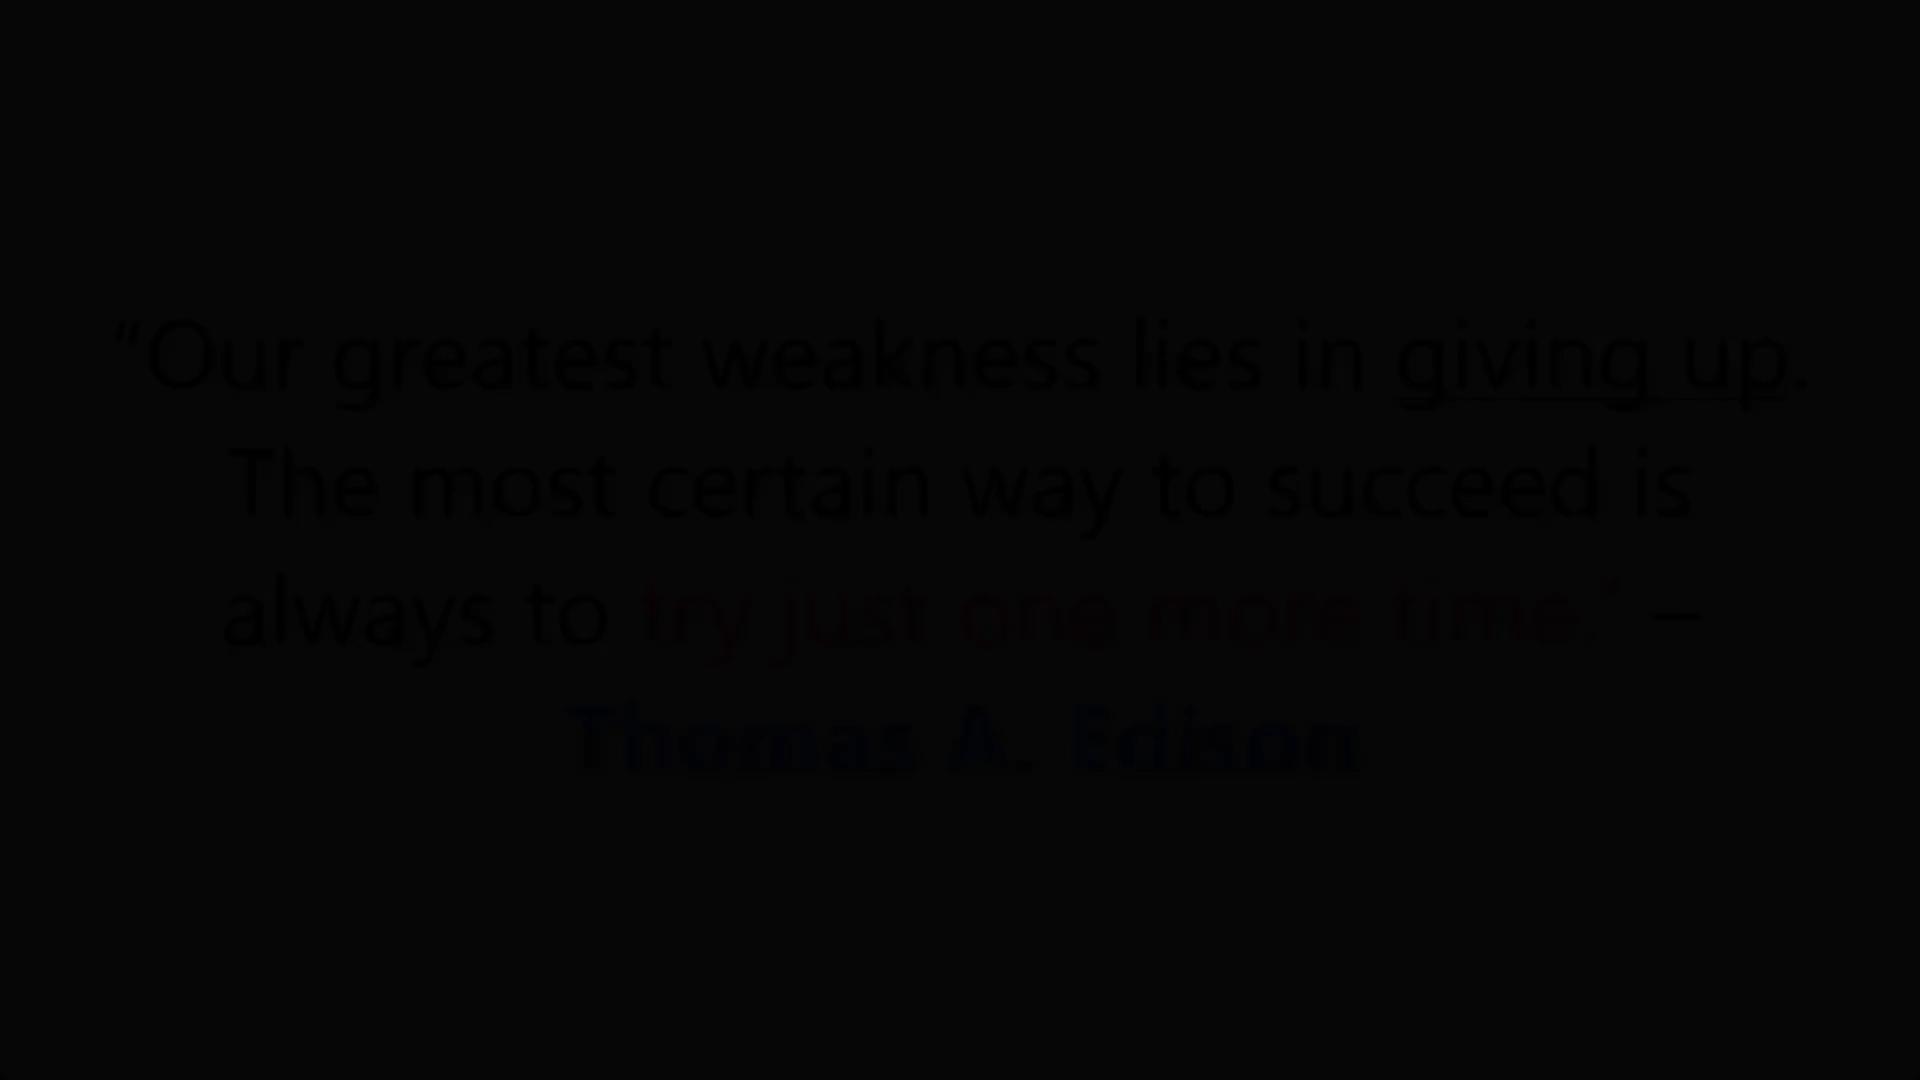 “Our greatest weakness lies in giving up.
The most certain way to succeed is
always to try just one more time.” –
Thomas A. Edison